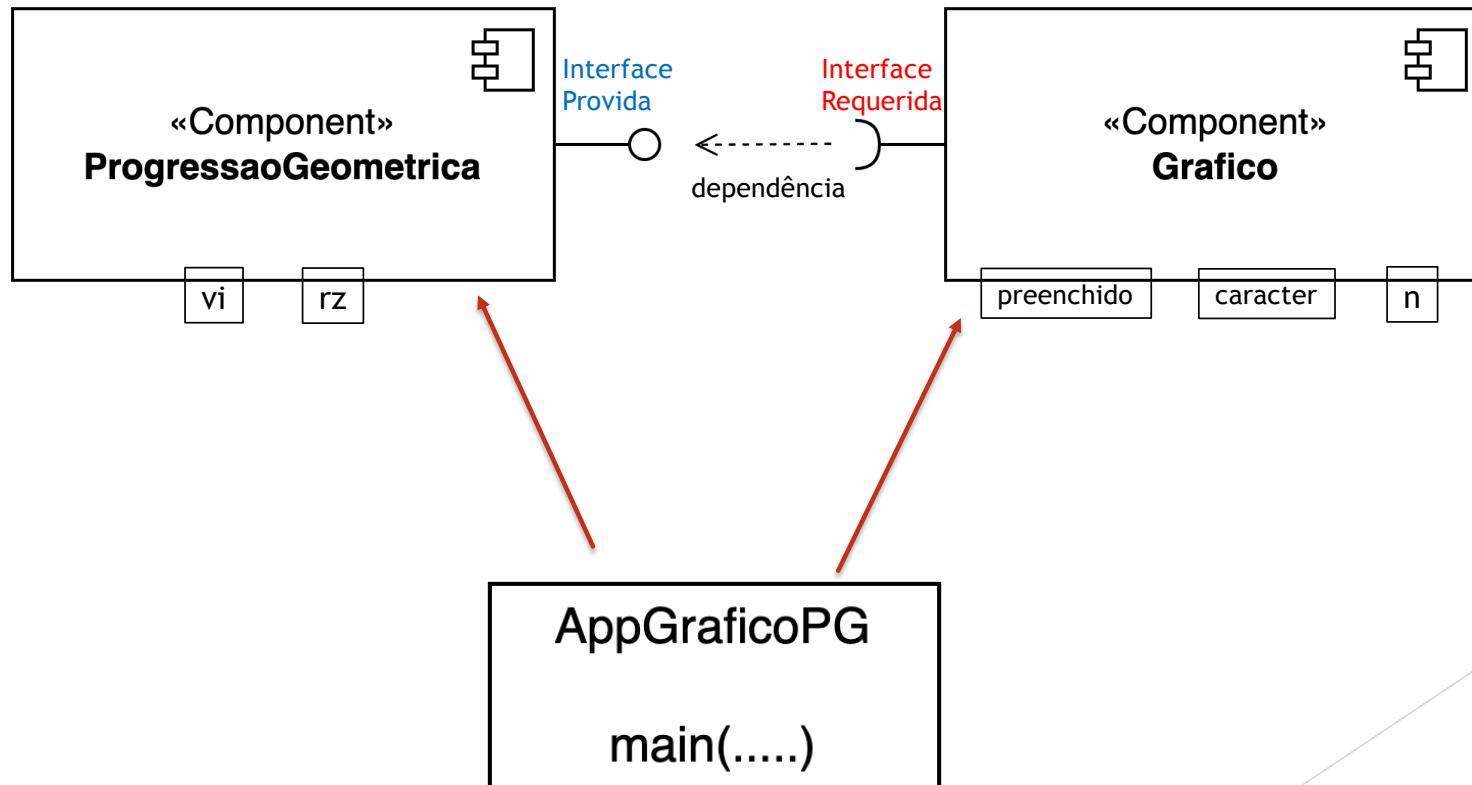 «Component»
ProgressaoGeometrica
vi
rz
Interface
Provida
dependência
Interface
Requerida
«Component»
Grafico
preenchido
caracter
n
AppGraficoPG
main(.....)